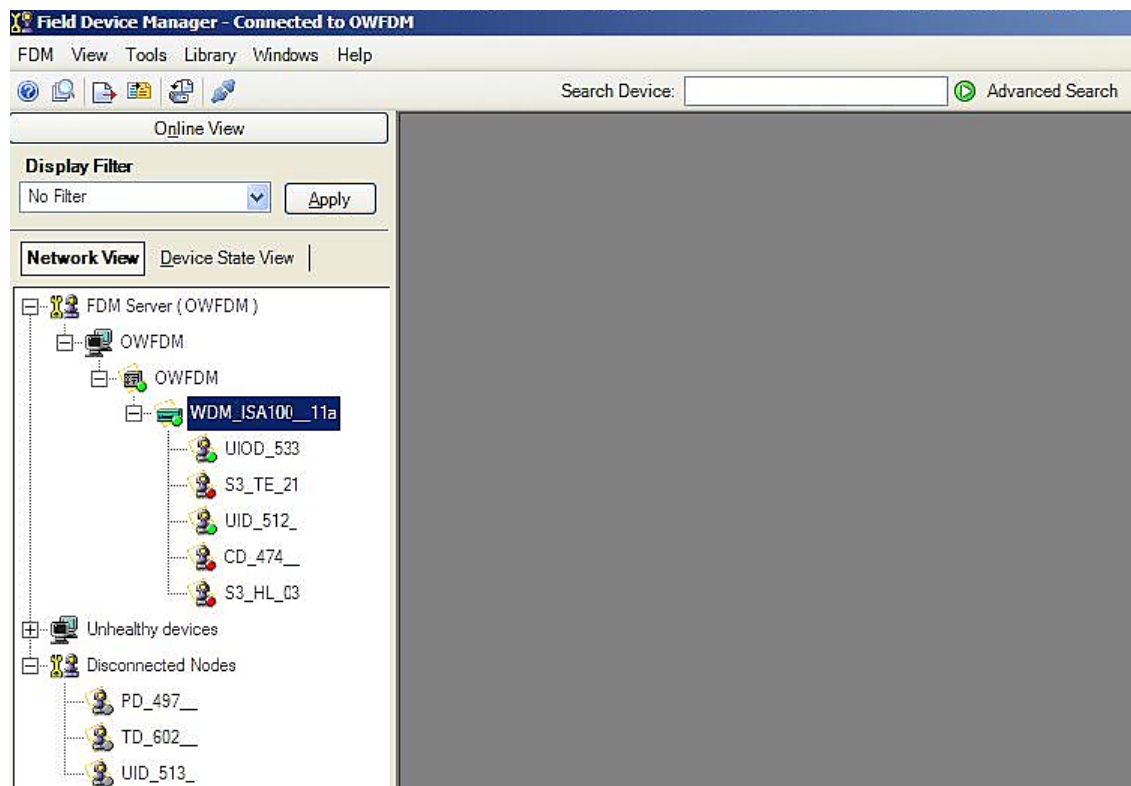 Field Device Manager - Connected to OWFDM
FDM View Tools Library Windows Help
Search Device: Advanced Search
Online View
Display Filter
No Filter Apply
Network View Device State View
FDM Server ( OWFDM )
OWFDM
OWFDM
WDM_ISA100__11a
UIOD_533
S3_TE_21
UID_512_
CD_474__
S3_HL_03
Unhealthy devices
Disconnected Nodes
PD_497__
TD_602__
UID_513_